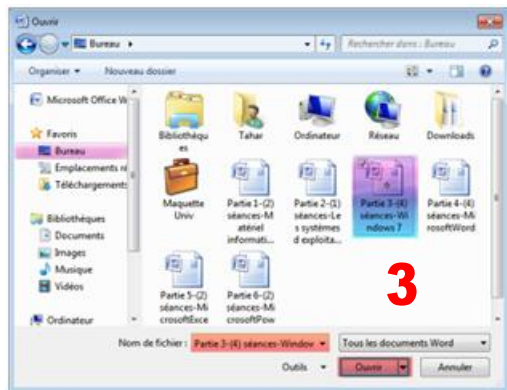 Ouvrir
Bureau
Rechercher dans : Bureau
Organiser
Nouveau dossier
Microsoft Office W
Favoris
Bureau
Emplacements ré
Téléchargements
Bibliothèques
Documents
Images
Musique
Vidéos
Ordinateur
Bibliothèqu
es
Tahar
Ordinateur
Réseau
Downloads
Maquette
Univ
Partie 1-(2)
séances-M
atériel
informati...
Partie 2-(1)
séances-Le
s systèmes
d exploita...
Partie 3-(4)
séances-Wi
ndows 7
Partie 4-(4)
séances-Mi
crosoftWord
Partie 5-(2)
séances-Mi
crosoftExce
Partie 6-(2)
séances-Mi
crosoftPow
3
Nom de fichier : Partie 3-(4) séances-Window
Tous les documents Word
Outils
Ouvrir
Annuler